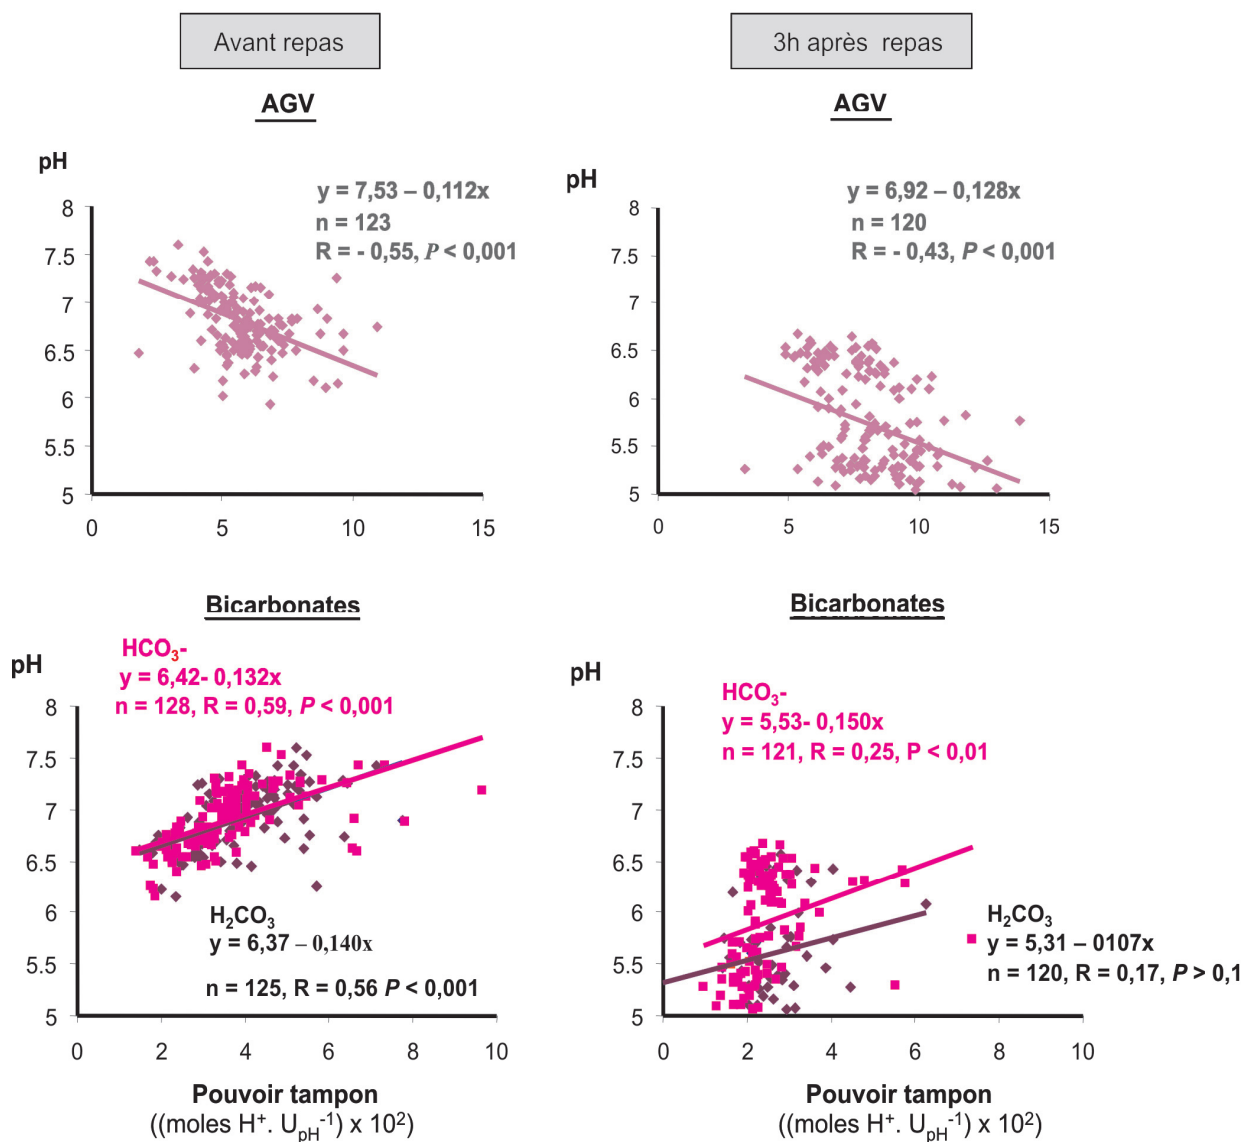 Avant repas
3h après repas
AGV
AGV
pH
y = 7,53 – 0,112x
n = 123
R = - 0,55, P < 0,001
8
7.5
7
6.5
6
5.5
5
0
5
10
15
pH
y = 6,92 – 0,128x
n = 120
R = - 0,43, P < 0,001
8
7.5
7
6.5
6
5.5
5
0
5
10
15
Bicarbonates
Bicarbonates
HCO₃-
y = 6,42- 0,132x
n = 128, R = 0,59, P < 0,001
pH
8
7.5
7
6.5
6
5.5
5
H₂CO₃
y = 6,37 – 0,140x
n = 125, R = 0,56 P < 0,001
0
2
4
6
8
10
Pouvoir tampon
((moles H⁺. U_pH⁻¹) x 10²)
pH
HCO₃-
y = 5,53- 0,150x
n = 121, R = 0,25, P < 0,01
8
7.5
7
6.5
6
5.5
5
H₂CO₃
y = 5,31 – 0107x
n = 120, R = 0,17, P > 0,1
0
2
4
6
8
10
Pouvoir tampon
((moles H⁺. U_pH⁻¹) x 10²)